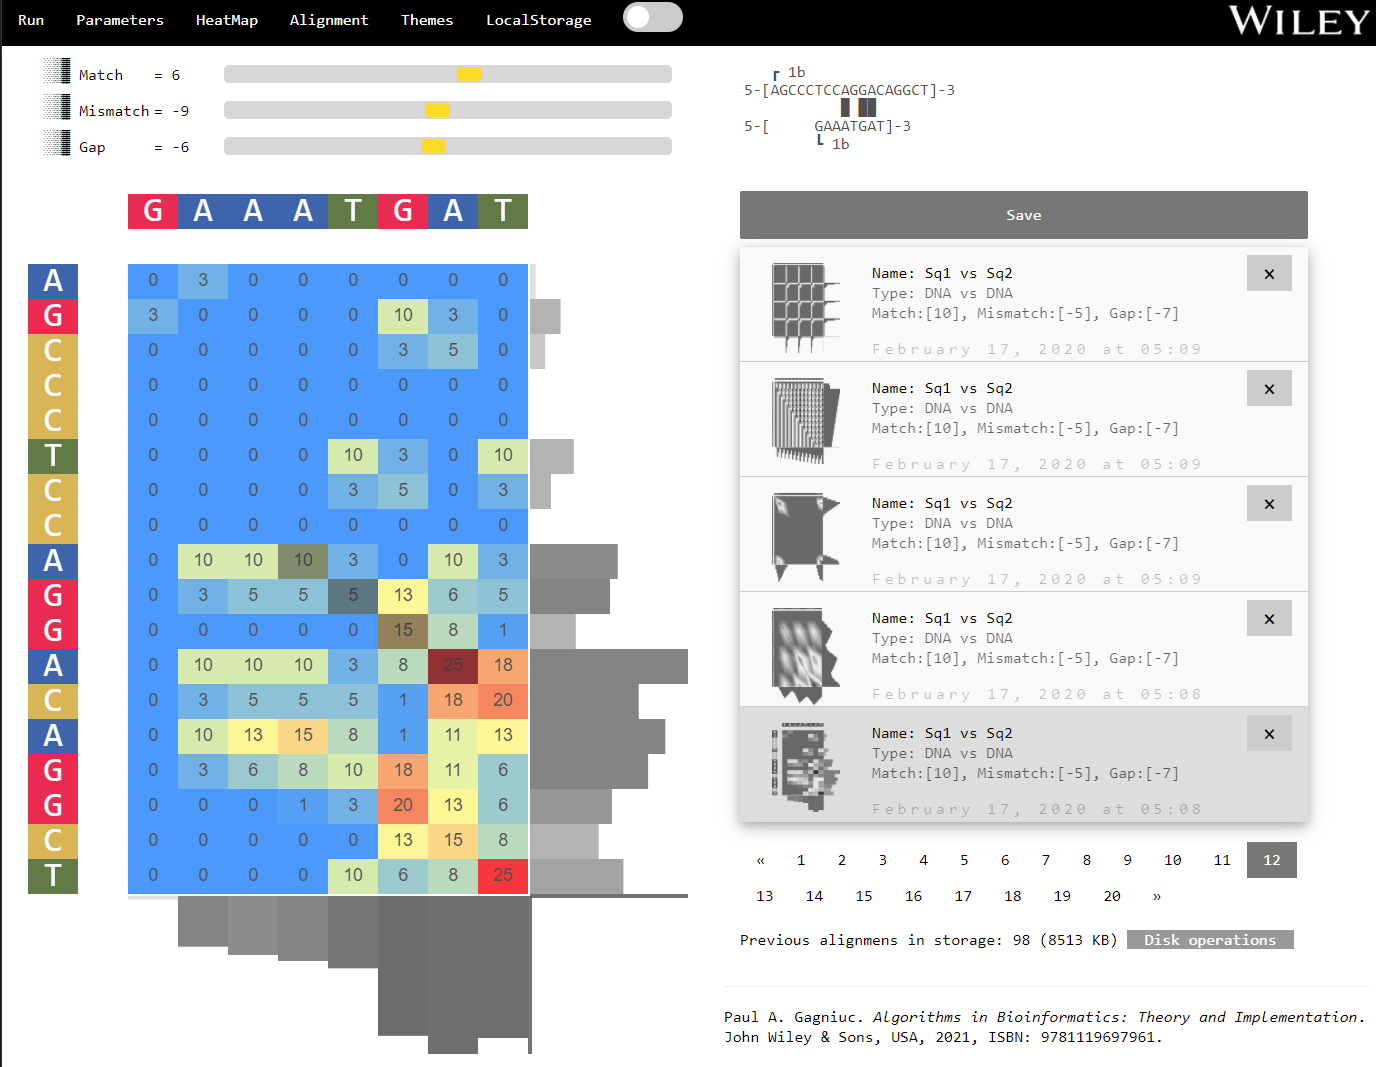 Run Parameters HeatMap Alignment Themes LocalStorage
WILEY
Match = 6
Mismatch = -9
Gap = -6
┏ 1b
5-[AGCCCTCCAGGACAGGCT]-3
█ ██
5-[ GAAATGAT]-3
┗ 1b
G A A A T G A T
A 0 3 0 0 0 0 0 0
G 3 0 0 0 0 10 3 0
C 0 0 0 0 0 3 5 0
C 0 0 0 0 0 0 0 0
C 0 0 0 0 0 0 0 0
T 0 0 0 0 10 3 0 10
C 0 0 0 0 3 5 0 3
C 0 0 0 0 0 0 0 0
A 0 10 10 10 3 0 10 3
G 0 3 5 5 5 13 6 5
G 0 0 0 0 0 15 8 1
A 0 10 10 10 3 8 25 18
C 0 3 5 5 5 1 18 20
A 0 10 13 15 8 1 11 13
G 0 3 6 8 10 18 11 6
G 0 0 0 1 3 20 13 6
C 0 0 0 0 0 13 15 8
T 0 0 0 0 10 6 8 25
Save
Name: Sq1 vs Sq2 ×
Type: DNA vs DNA
Match:[10], Mismatch:[-5], Gap:[-7]
February 17, 2020 at 05:09
Name: Sq1 vs Sq2 ×
Type: DNA vs DNA
Match:[10], Mismatch:[-5], Gap:[-7]
February 17, 2020 at 05:09
Name: Sq1 vs Sq2 ×
Type: DNA vs DNA
Match:[10], Mismatch:[-5], Gap:[-7]
February 17, 2020 at 05:09
Name: Sq1 vs Sq2 ×
Type: DNA vs DNA
Match:[10], Mismatch:[-5], Gap:[-7]
February 17, 2020 at 05:08
Name: Sq1 vs Sq2 ×
Type: DNA vs DNA
Match:[10], Mismatch:[-5], Gap:[-7]
February 17, 2020 at 05:08
« 1 2 3 4 5 6 7 8 9 10 11 12
13 14 15 16 17 18 19 20 »
Previous alignmens in storage: 98 (8513 KB) Disk operations
Paul A. Gagniuc. Algorithms in Bioinformatics: Theory and Implementation.
John Wiley & Sons, USA, 2021, ISBN: 9781119697961.